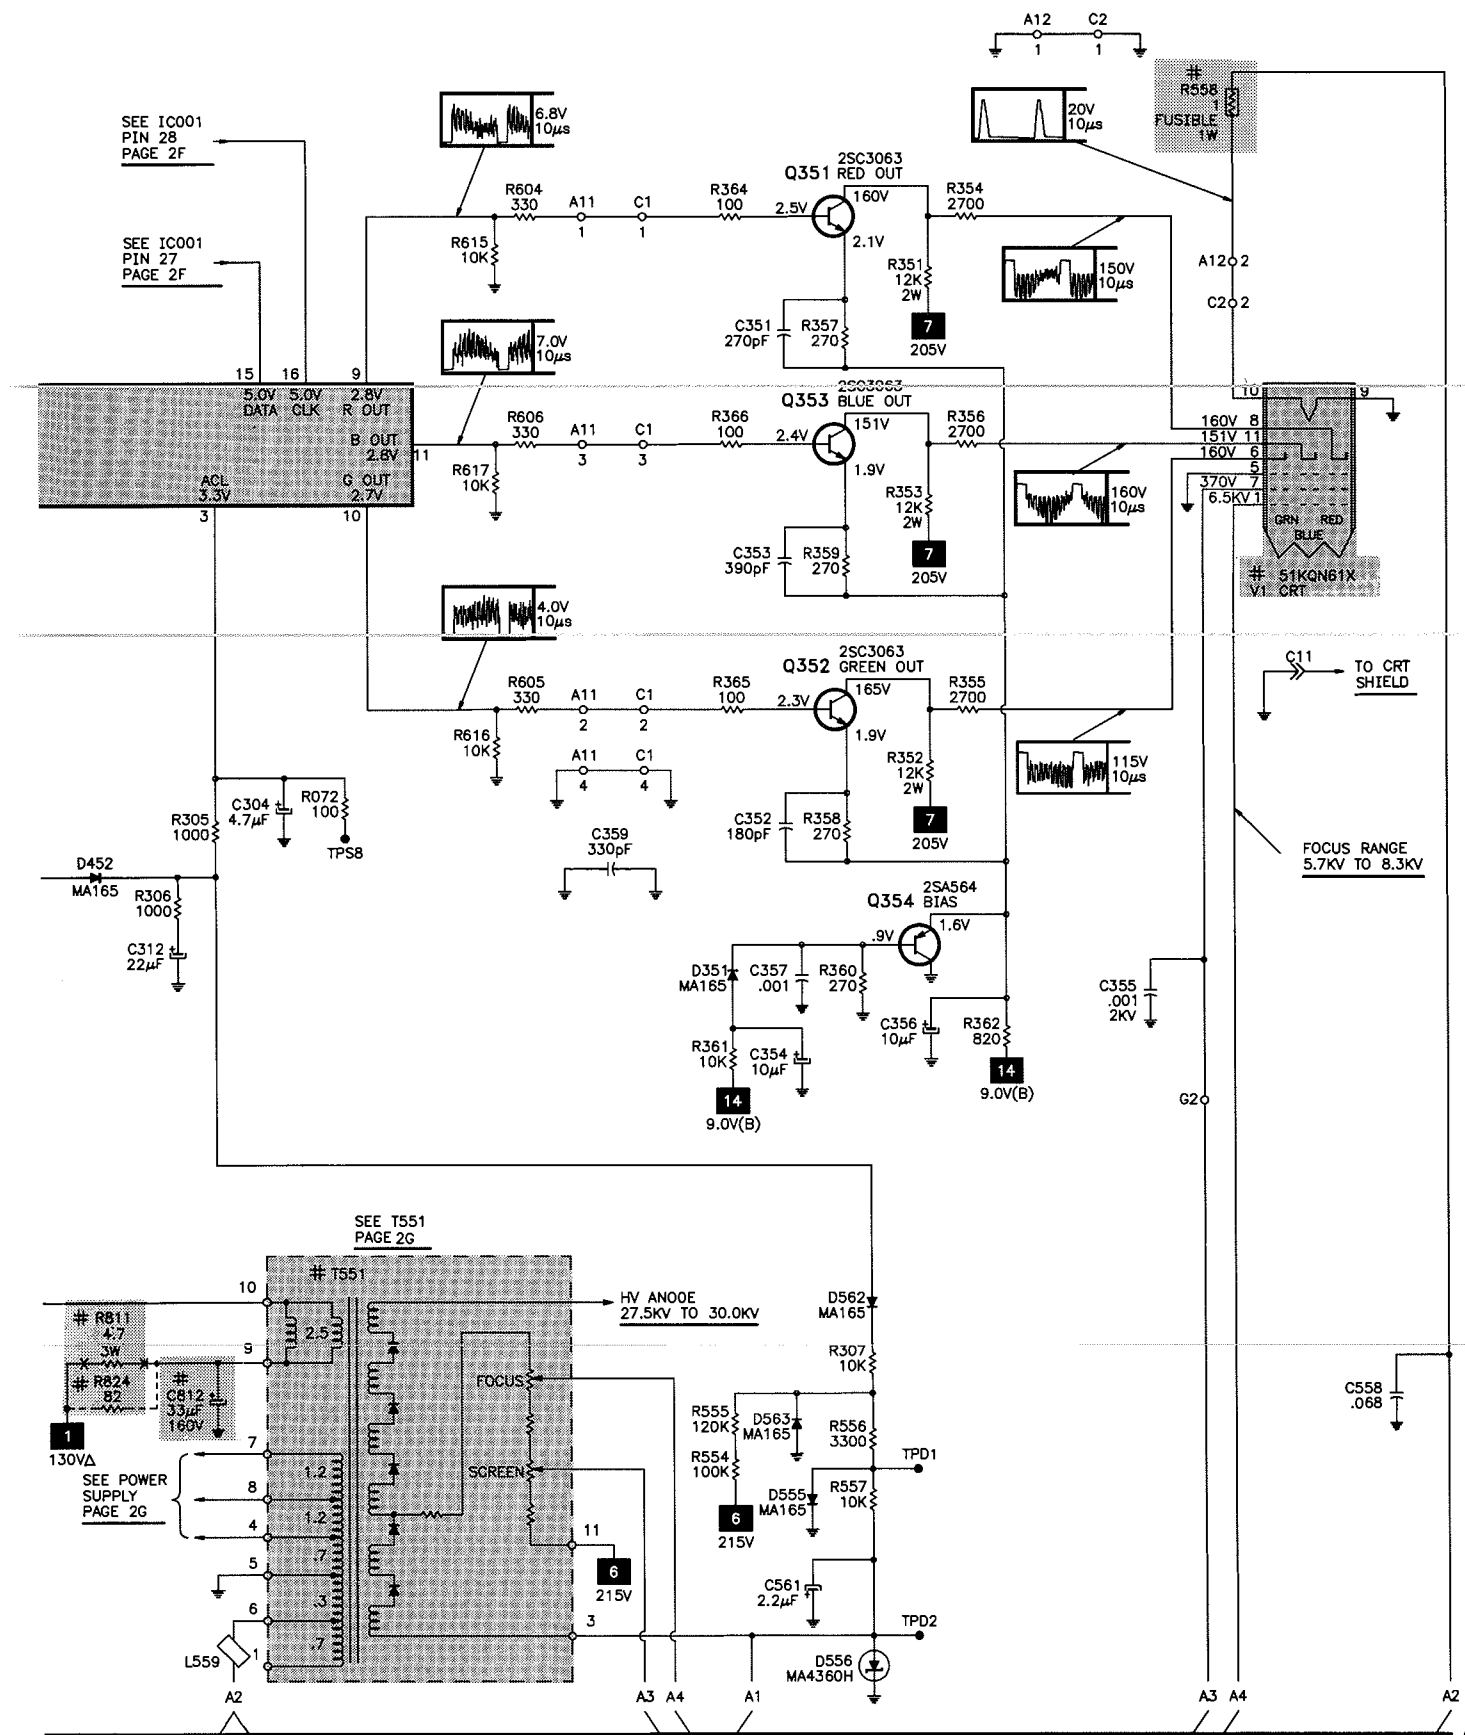 A12 C2
1 1
#
R558
1
FUSIBLE
1W
SEE IC001
PIN 28
PAGE 2F
6.8V
10µs
20V
10µs
Q351 2SC3063
RED OUT
R604
330
A11
1
C1
1
R364
100
2.5V
160V
2.1V
R354
2700
R615
10K
SEE IC001
PIN 27
PAGE 2F
R351
12K
2W
7
205V
150V
10µs
A12 2
C2 2
C351
270pF
R357
270
7.0V
10µs
15 16 9
5.0V 5.0V 2.8V
DATA CLK R OUT
B OUT
2.8V
11
ACL
3.3V
G OUT
2.7V
3 10
2SC3063
Q353 BLUE OUT
R606
330
A11
3
C1
3
R366
100
2.4V
151V
1.9V
R356
2700
R617
10K
R353
12K
2W
7
205V
160V
10µs
C353
390pF
R359
270
10 9
160V 8
151V 11
160V 6
5
370V 7
6.5KV 1
GRN RED
BLUE
# 51KQN61X
V1 CRT
4.0V
10µs
2SC3063
Q352 GREEN OUT
R605
330
A11
2
C1
2
R365
100
2.3V
165V
1.9V
R355
2700
R616
10K
A11
4
C1
4
R352
12K
2W
7
205V
115V
10µs
C352
180pF
R358
270
C11
TO CRT
SHIELD
R305
1000
C304
4.7µF
R072
100
TPS8
C359
330pF
FOCUS RANGE
5.7KV TO 8.3KV
D452
MA165
R306
1000
C312
22µF
Q354 2SA564
BIAS
.9V
1.6V
D351
MA165
C357
.001
R360
270
R361
10K
C354
10µF
C356
10µF
R362
820
14
9.0V(B)
14
9.0V(B)
C355
.001
2KV
G2
SEE T551
PAGE 2G
# T551
10
# R811
4.7
3W
2.5
9
# R824
82
#
C812
33µF
160V
1
130V∆
HV ANODE
27.5KV TO 30.0KV
FOCUS
SCREEN
7
1.2
8
1.2
4
.7
5
.3
6
.7
1
SEE POWER
SUPPLY
PAGE 2G
L559
11
6
215V
3
D562
MA165
R307
10K
R555
120K
D563
MA165
R556
3300
R554
100K
TPD1
D555
MA165
R557
10K
6
215V
C561
2.2µF
TPD2
D556
MA4360H
C558
.068
A2 A3 A4 A1 A3 A4 A2